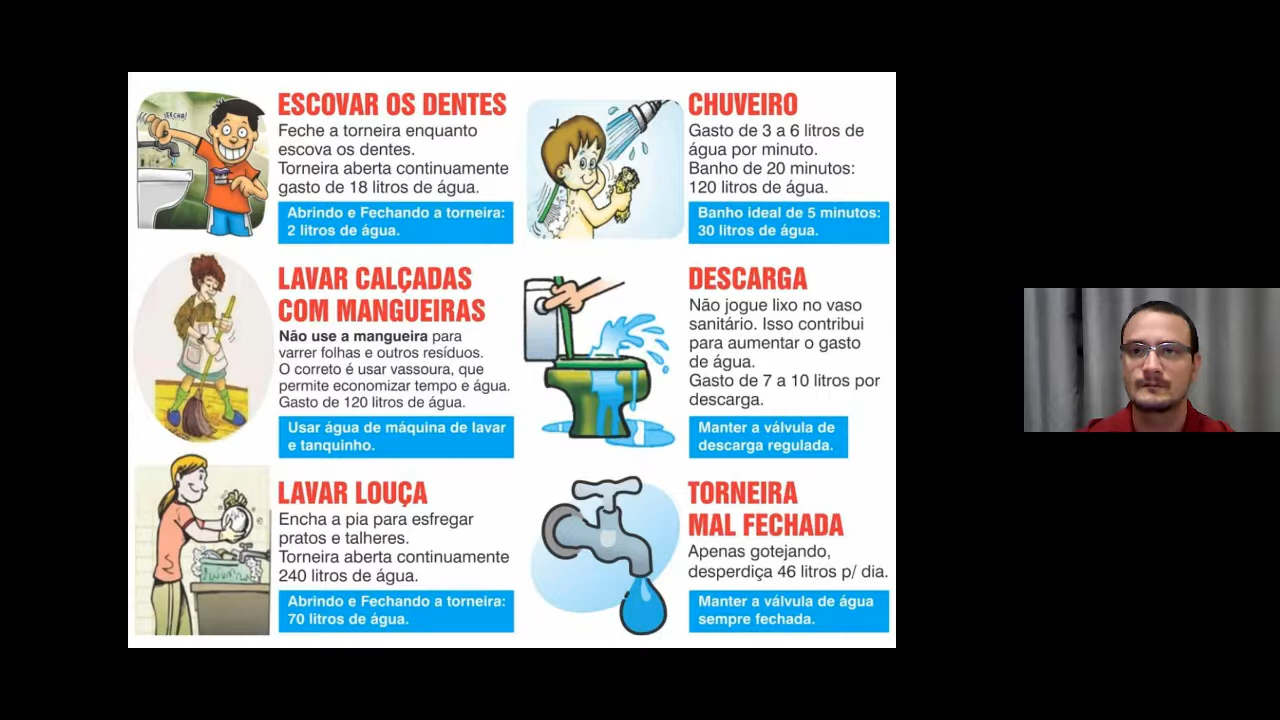 ESCOVAR OS DENTES
Feche a torneira enquanto
escova os dentes.
Torneira aberta continuamente
gasto de 18 litros de água.
Abrindo e Fechando a torneira:
2 litros de água.
CHUVEIRO
Gasto de 3 a 6 litros de
água por minuto.
Banho de 20 minutos:
120 litros de água.
Banho ideal de 5 minutos:
30 litros de água.
LAVAR CALÇADAS
COM MANGUEIRAS
Não use a mangueira para
varrer folhas e outros resíduos.
O correto é usar vassoura, que
permite economizar tempo e água.
Gasto de 120 litros de água.
Usar água de máquina de lavar
e tanquinho.
DESCARGA
Não jogue lixo no vaso
sanitário. Isso contribui
para aumentar o gasto
de água.
Gasto de 7 a 10 litros por
descarga.
Manter a válvula de
descarga regulada.
LAVAR LOUÇA
Encha a pia para esfregar
pratos e talheres.
Torneira aberta continuamente
240 litros de água.
Abrindo e Fechando a torneira:
70 litros de água.
TORNEIRA
MAL FECHADA
Apenas gotejando,
desperdiça 46 litros p/ dia.
Manter a válvula de água
sempre fechada.